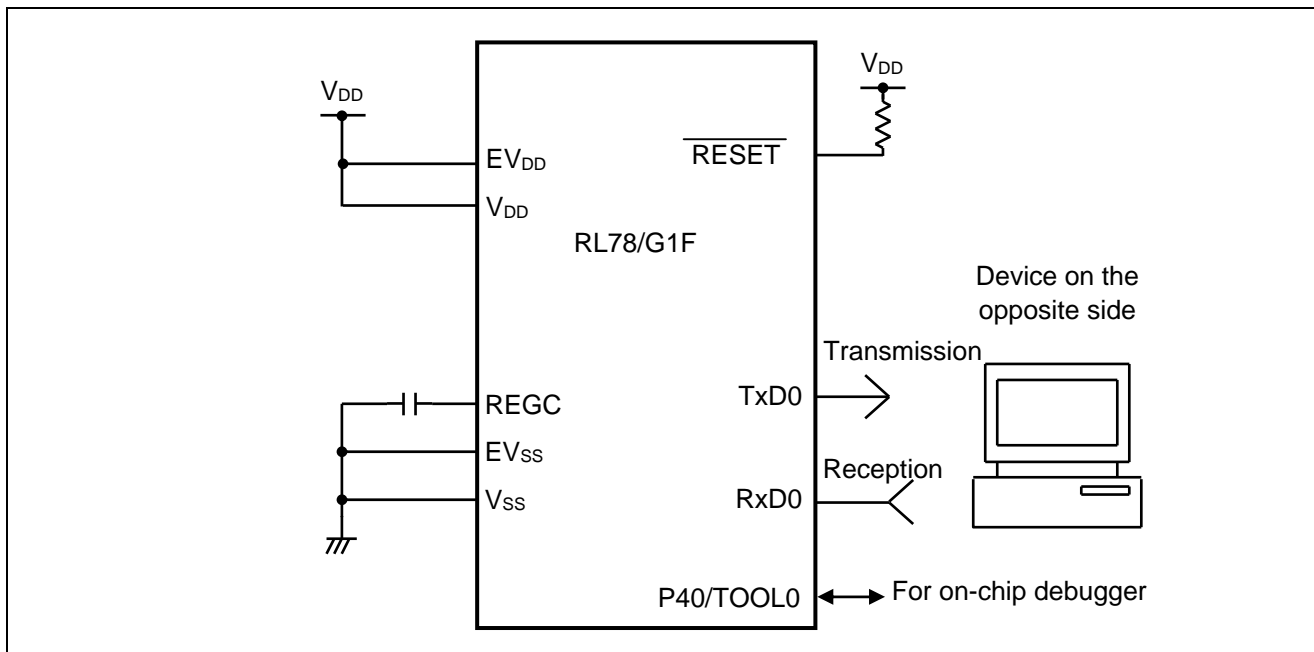 VDD
EVDD
VDD
RL78/G1F
RESET
VDD
Device on the
opposite side
Transmission
TxD0
REGC
EVSS
VSS
Reception
RxD0
P40/TOOL0
For on-chip debugger